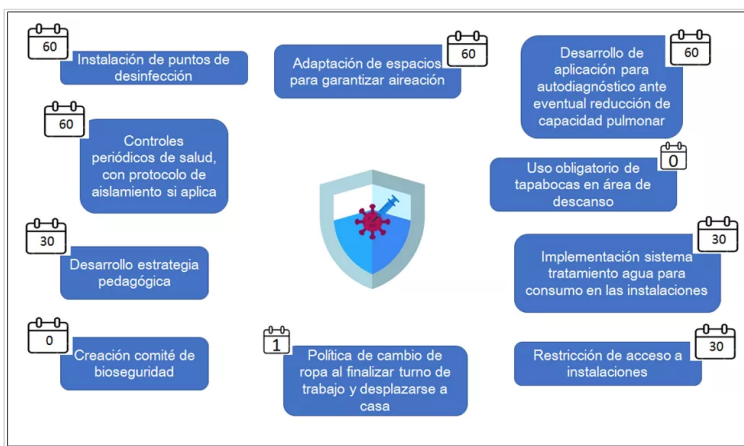 60
Instalación de puntos de
desinfección
60
Adaptación de espacios
para garantizar aireación
60
Desarrollo de
aplicación para
autodiagnóstico ante
eventual reducción de
capacidad pulmonar
60
Controles
periódicos de salud,
con protocolo de
aislamiento si aplica
0
Uso obligatorio de
tapabocas en área de
descanso
30
Desarrollo estrategia
pedagógica
30
Implementación sistema
tratamiento agua para
consumo en las instalaciones
0
Creación comité de
bioseguridad
1
Política de cambio de
ropa al finalizar turno de
trabajo y desplazarse a
casa
30
Restricción de acceso a
instalaciones